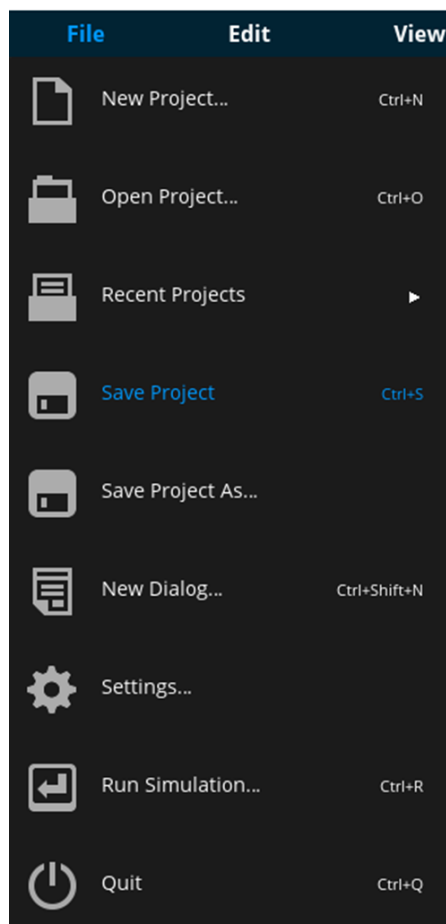 File Edit View
New Project... Ctrl+N
Open Project... Ctrl+O
Recent Projects
Save Project Ctrl+S
Save Project As...
New Dialog... Ctrl+Shift+N
Settings...
Run Simulation... Ctrl+R
Quit Ctrl+Q